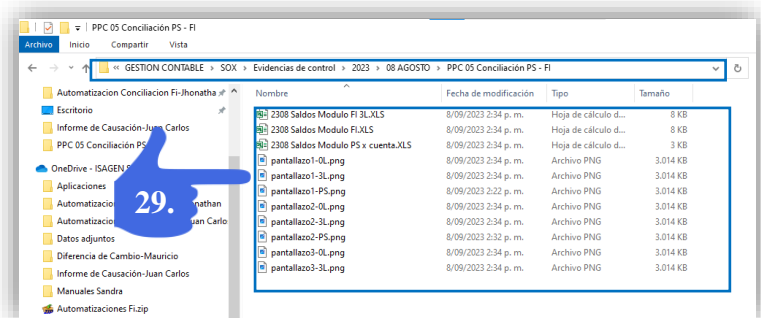 PPC 05 Conciliación PS - FI
Archivo Inicio Compartir Vista
« GESTION CONTABLE > SOX > Evidencias de control > 2023 > 08 AGOSTO > PPC 05 Conciliación PS - FI
Automatizacion Conciliacion Fi-Jhonatha
Escritorio
Informe de Causación-Juan Carlos
PPC 05 Conciliación PS
OneDrive - ISAGEN
Aplicaciones
nathan
uan Carlo
Datos adjuntos
Diferencia de Cambio-Mauricio
Informe de Causación-Juan Carlos
Manuales Sandra
Automatizaciones Fi.zip
29.
Nombre Fecha de modificación Tipo Tamaño
2308 Saldos Modulo FI 3L.XLS 8/09/2023 2:34 p. m. Hoja de cálculo d... 8 KB
2308 Saldos Modulo FI.XLS 8/09/2023 2:34 p. m. Hoja de cálculo d... 8 KB
2308 Saldos Modulo PS x cuenta.XLS 8/09/2023 2:34 p. m. Hoja de cálculo d... 3 KB
pantallazo1-0L.png 8/09/2023 2:34 p. m. Archivo PNG 3.014 KB
pantallazo1-3L.png 8/09/2023 2:34 p. m. Archivo PNG 3.014 KB
pantallazo1-PS.png 8/09/2023 2:22 p. m. Archivo PNG 3.014 KB
pantallazo2-0L.png 8/09/2023 2:34 p. m. Archivo PNG 3.014 KB
pantallazo2-3L.png 8/09/2023 2:34 p. m. Archivo PNG 3.014 KB
pantallazo2-PS.png 8/09/2023 2:32 p. m. Archivo PNG 3.014 KB
pantallazo3-0L.png 8/09/2023 2:34 p. m. Archivo PNG 3.014 KB
pantallazo3-3L.png 8/09/2023 2:34 p. m. Archivo PNG 3.014 KB